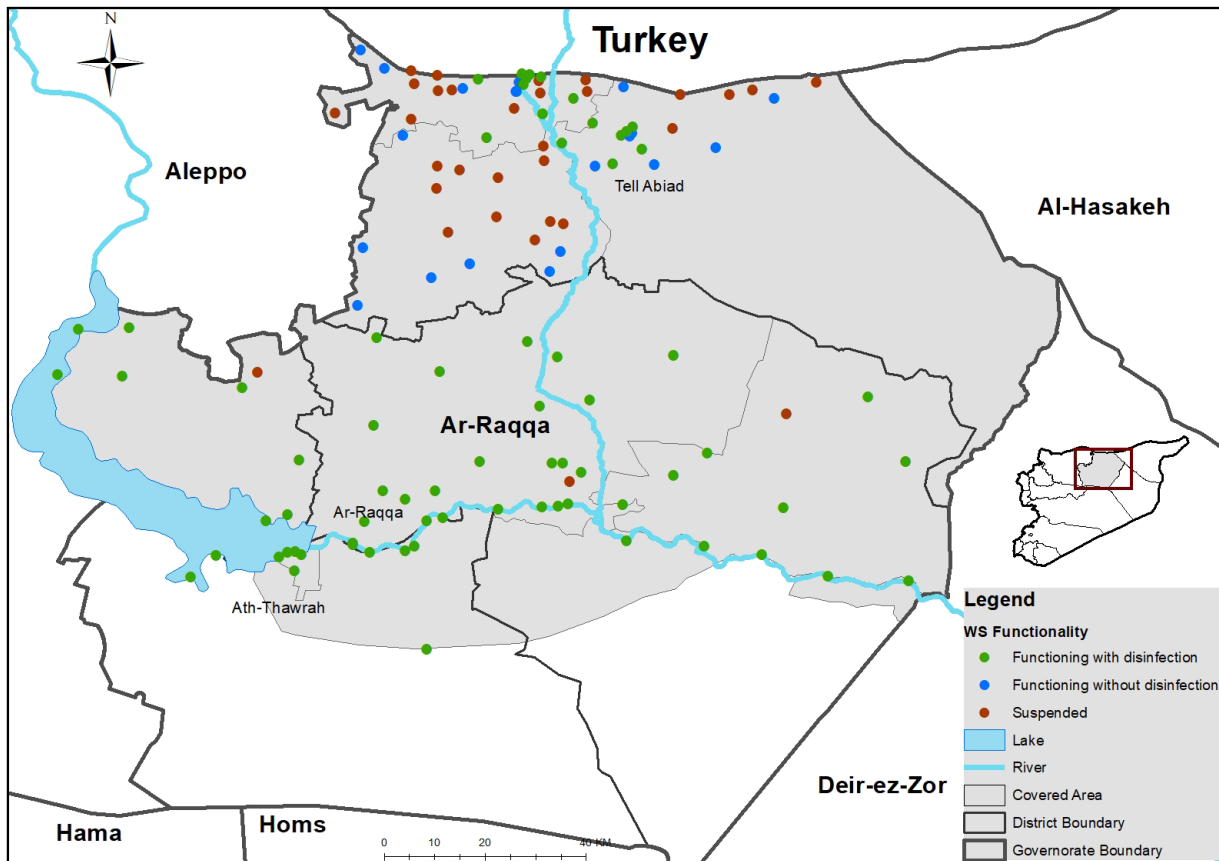 N
Turkey
Aleppo
Tell Abiad
Al-Hasakeh
Ar-Raqqa
Ar-Raqqa
Ath-Thawrah
Deir-ez-Zor
Hama
Homs
0 10 20 40 KM
Legend
WS Functionality
Functioning with disinfection
Functioning without disinfection
Suspended
Lake
River
Covered Area
District Boundary
Governorate Boundary